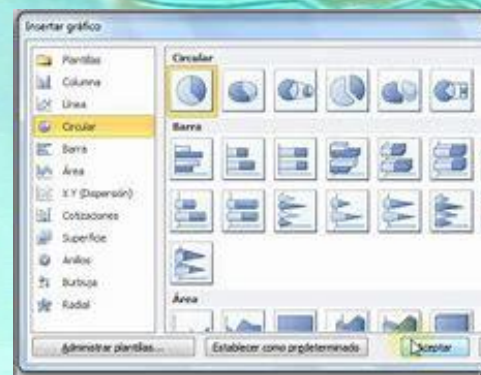 Insertar gráfico
Plantillas
Columna
Línea
Circular
Barra
Área
X Y (Dispersión)
Cotizaciones
Superficie
Anillos
Burbuja
Radial
Circular
Barra
Área
Administrar plantillas...
Establecer como predeterminado
Aceptar